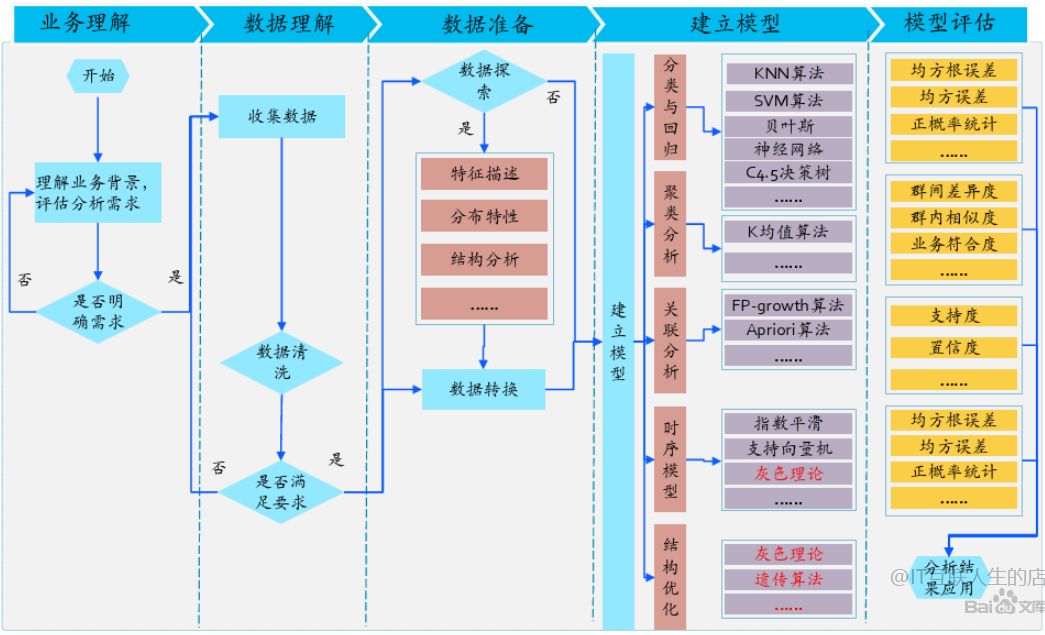 业务理解
数据理解
数据准备
建立模型
模型评估
开始
理解业务背景，
评估分析需求
否
是
是否明
确需求
收集数据
数据清
洗
否
是
是否满
足要求
数据探
索
否
是
特征描述
分布特性
结构分析
......
数据转换
建立模型
分类与回归
KNN算法
SVM算法
贝叶斯
神经网络
C4.5决策树
......
聚类分析
K均值算法
......
关联分析
FP-growth算法
Apriori算法
......
时序模型
指数平滑
支持向量机
灰色理论
......
结构优化
灰色理论
遗传算法
......
均方根误差
均方误差
正概率统计
......
群间差异度
群内相似度
业务符合度
......
支持度
置信度
......
均方根误差
均方误差
正概率统计
......
分析结
果应用
@IT互联人生的店
Bai文库